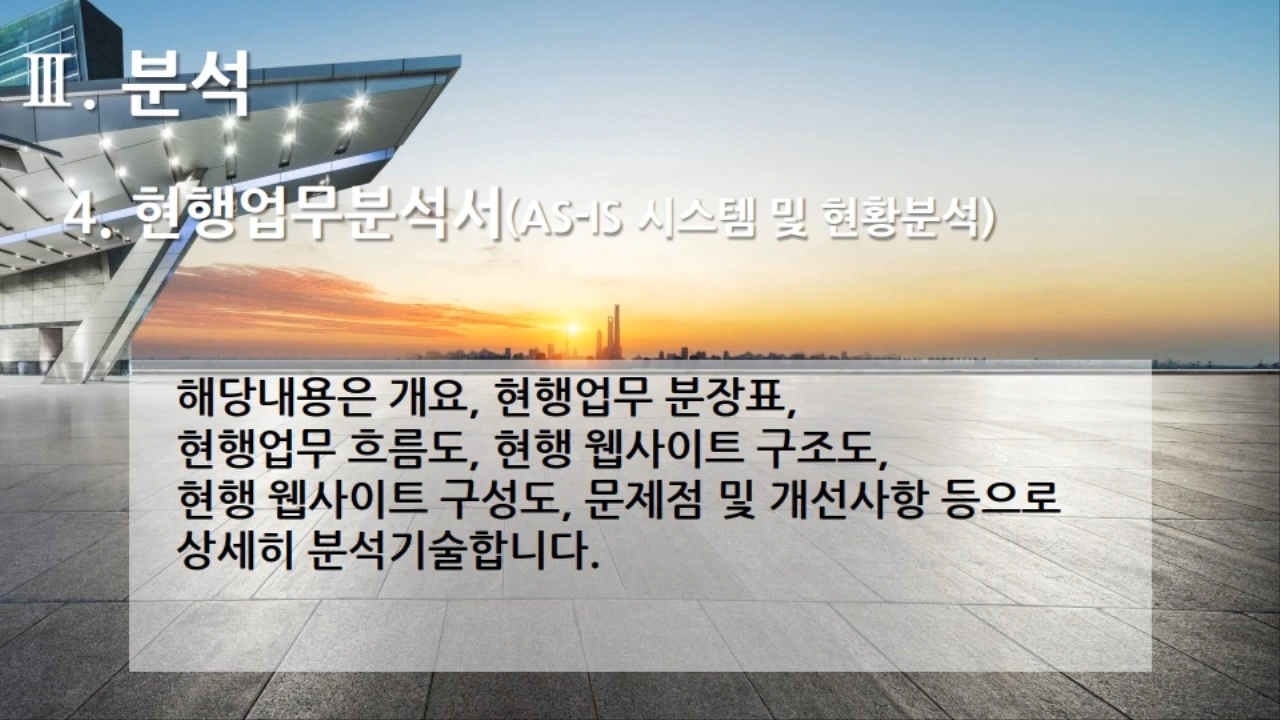 Ⅲ. 분석
4. 현행업무분석서(AS-IS 시스템 및 현황분석)
해당내용은 개요, 현행업무 분장표,
현행업무 흐름도, 현행 웹사이트 구조도,
현행 웹사이트 구성도, 문제점 및 개선사항 등으로
상세히 분석기술합니다.